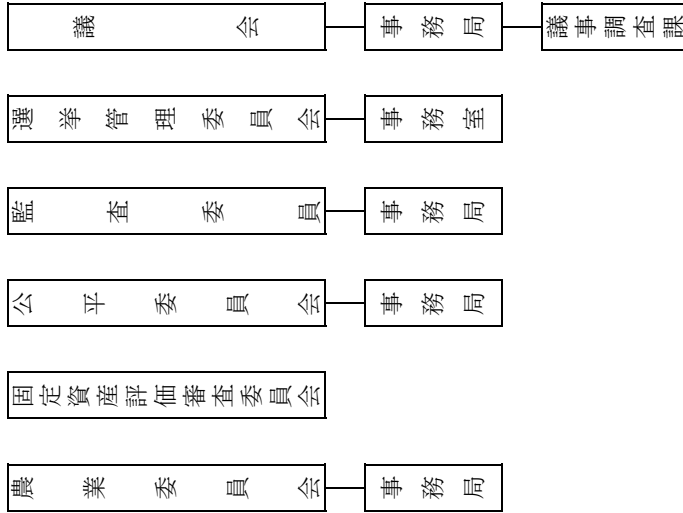 議会 事務局 議事調査課
選挙管理委員会 事務室
監査委員 事務局
公平委員会 事務局
固定資産評価審査委員会
農業委員会 事務局